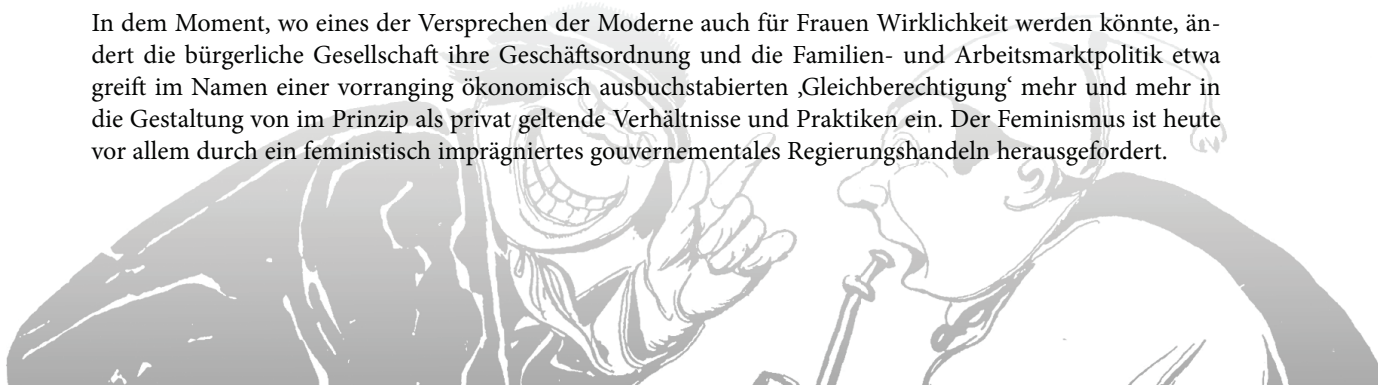 In dem Moment, wo eines der Versprechen der Moderne auch für Frauen Wirklichkeit werden könnte, än-
dert die bürgerliche Gesellschaft ihre Geschäftsordnung und die Familien- und Arbeitsmarktpolitik etwa
greift im Namen einer vorranging ökonomisch ausbuchstabierten ‚Gleichberechtigung‘ mehr und mehr in
die Gestaltung von im Prinzip als privat geltende Verhältnisse und Praktiken ein. Der Feminismus ist heute
vor allem durch ein feministisch imprägniertes gouvernementales Regierungshandeln herausgefordert.